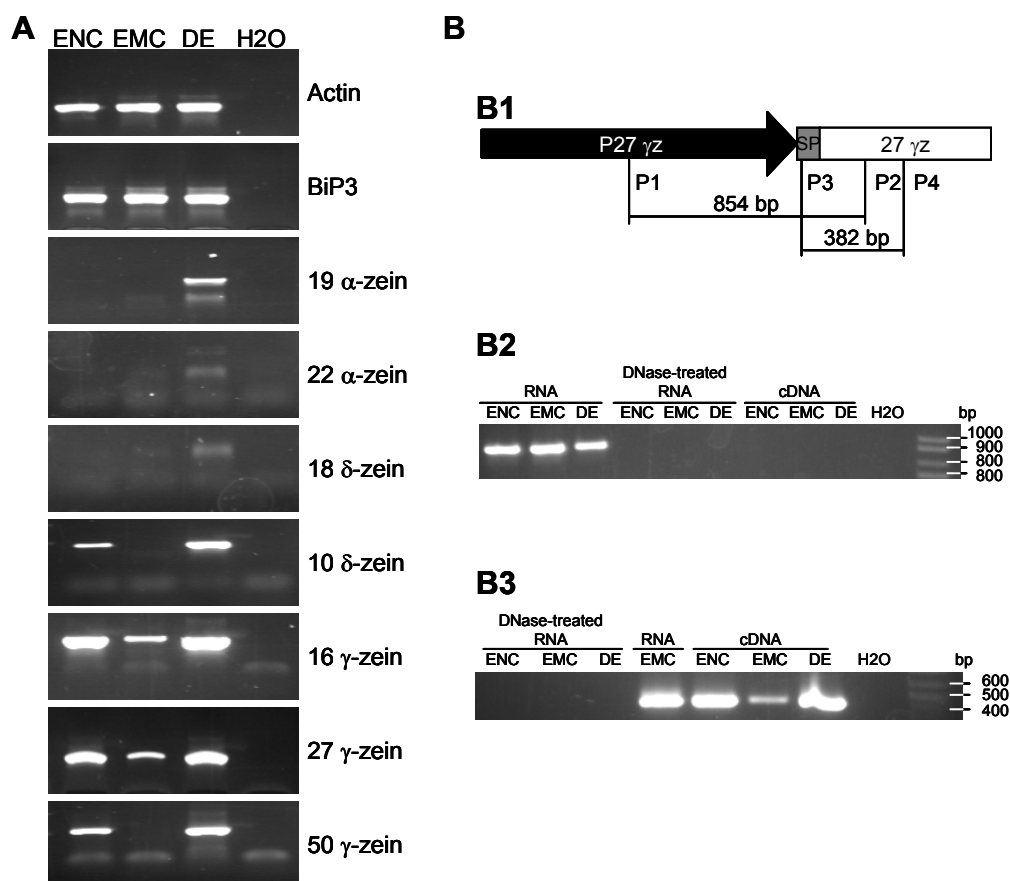 A
ENC EMC DE H2O
Actin
BiP3
19 α-zein
22 α-zein
18 δ-zein
10 δ-zein
16 γ-zein
27 γ-zein
50 γ-zein
B
B1
P27 γz SP 27 γz
P1 P3 P2 P4
854 bp
382 bp
B2
DNase-treated
RNA RNA cDNA
ENC EMC DE ENC EMC DE ENC EMC DE H2O bp
1000
900
800
800
B3
DNase-treated
RNA RNA cDNA
ENC EMC DE EMC ENC EMC DE H2O bp
600
500
400